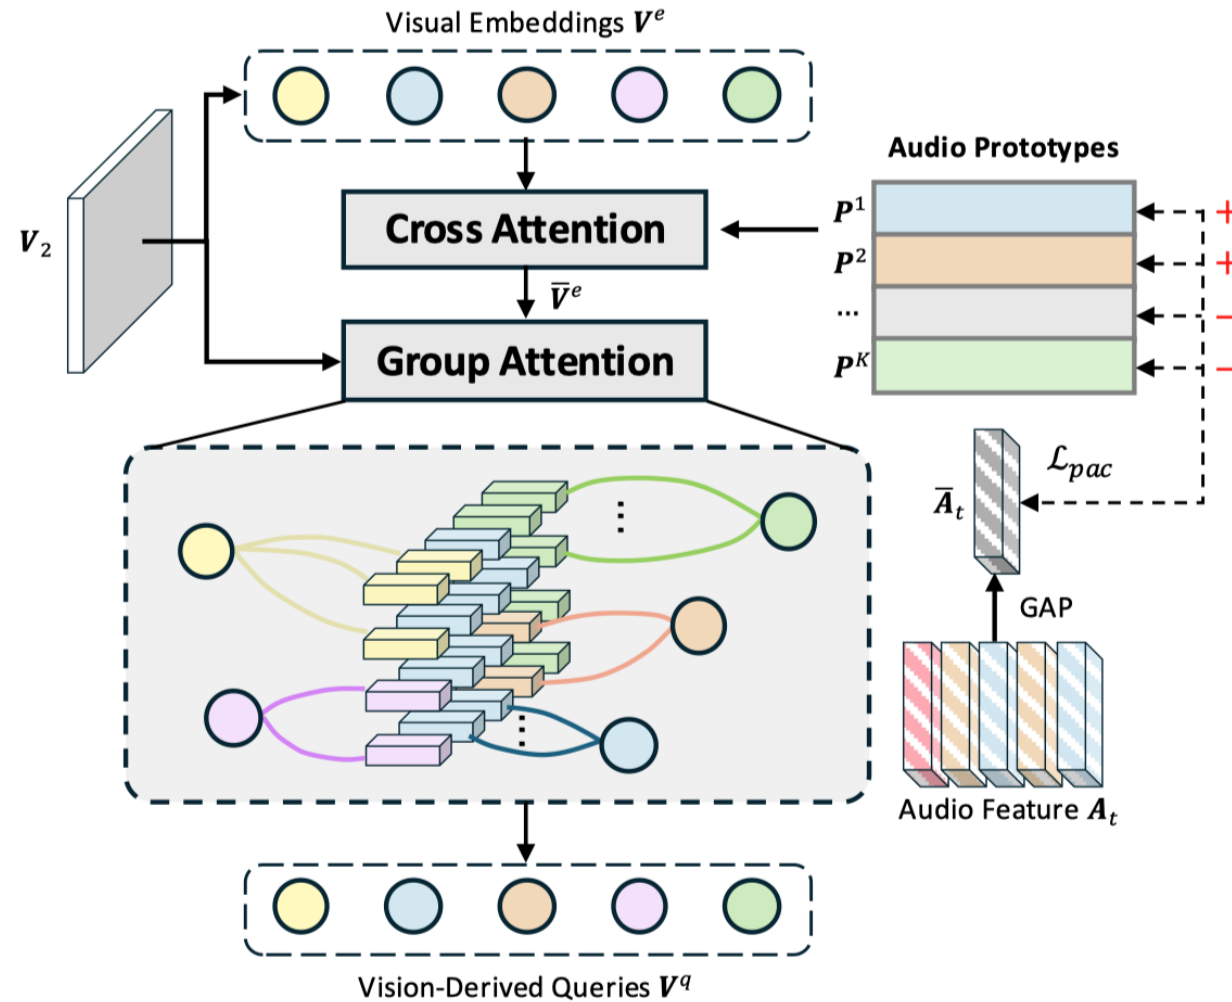 Visual Embeddings V^e
Audio Prototypes
V_2
Cross Attention
P^1
+
P^2
+
V̅^e
...
−
Group Attention
P^K
−
ℒ_pac
A̅_t
⋮
GAP
⋮
Audio Feature A_t
Vision-Derived Queries V^q